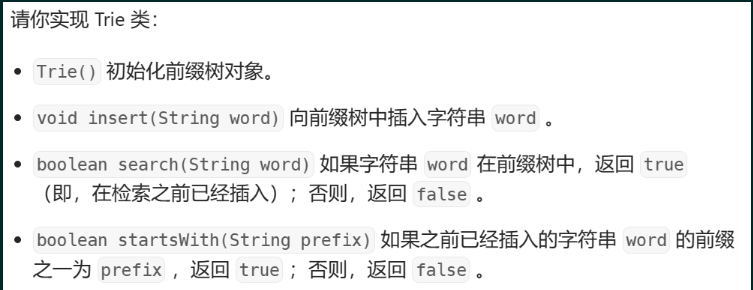 请你实现 Trie 类：
Trie() 初始化前缀树对象。
void insert(String word) 向前缀树中插入字符串 word 。
boolean search(String word) 如果字符串 word 在前缀树中，返回 true
（即，在检索之前已经插入）；否则，返回 false 。
boolean startsWith(String prefix) 如果之前已经插入的字符串 word 的前缀
之一为 prefix ，返回 true ；否则，返回 false 。